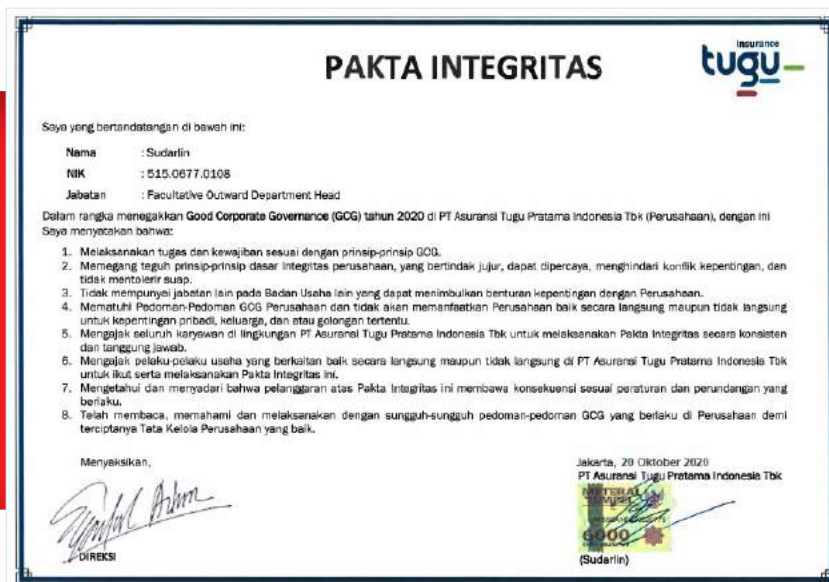 PAKTA INTEGRITAS
insurance
tugu
Saya yang bertandatangan di bawah ini:
Nama : Sudarlin
NIK : 515.0677.0108
Jabatan : Facultative Outward Department Head
Dalam rangka menegakkan Good Corporate Governance (GCG) tahun 2020 di PT Asuransi Tugu Pratama Indonesia Tbk (Perusahaan), dengan ini
Saya menyatakan bahwa:
1. Melaksanakan tugas dan kewajiban sesuai dengan prinsip-prinsip GCG.
2. Memegang teguh prinsip-prinsip dasar integritas perusahaan, yang bertindak jujur, dapat dipercaya, menghindari konflik kepentingan, dan
tidak mentolerir suap.
3. Tidak mempunyai jabatan lain pada Badan Usaha lain yang dapat menimbulkan benturan kepentingan dengan Perusahaan.
4. Mematuhi Pedoman-Pedoman GCG Perusahaan dan tidak akan memanfaatkan Perusahaan baik secara langsung maupun tidak langsung
untuk kepentingan pribadi, keluarga, dan atau golongan tertentu.
5. Mengajak seluruh karyawan di lingkungan PT Asuransi Tugu Pratama Indonesia Tbk untuk melaksanakan Pakta Integritas secara konsisten
dan tanggung jawab.
6. Mengajak pelaku-pelaku usaha yang berkaitan baik secara langsung maupun tidak langsung di PT Asuransi Tugu Pratama Indonesia Tbk
untuk ikut serta melaksanakan Pakta Integritas ini.
7. Mengetahui dan menyadari bahwa pelanggaran atas Pakta Integritas ini membawa konsekuensi sesuai peraturan dan perundangan yang
berlaku.
8. Telah membaca, memahami dan melaksanakan dengan sungguh-sungguh pedoman-pedoman GCG yang berlaku di Perusahaan demi
terciptanya Tata Kelola Perusahaan yang baik.
Menyaksikan,
Jakarta, 20 Oktober 2020
PT Asuransi Tugu Pratama Indonesia Tbk
METERAI
TEMPEL
6000
DIREKSI
(Sudarlin)